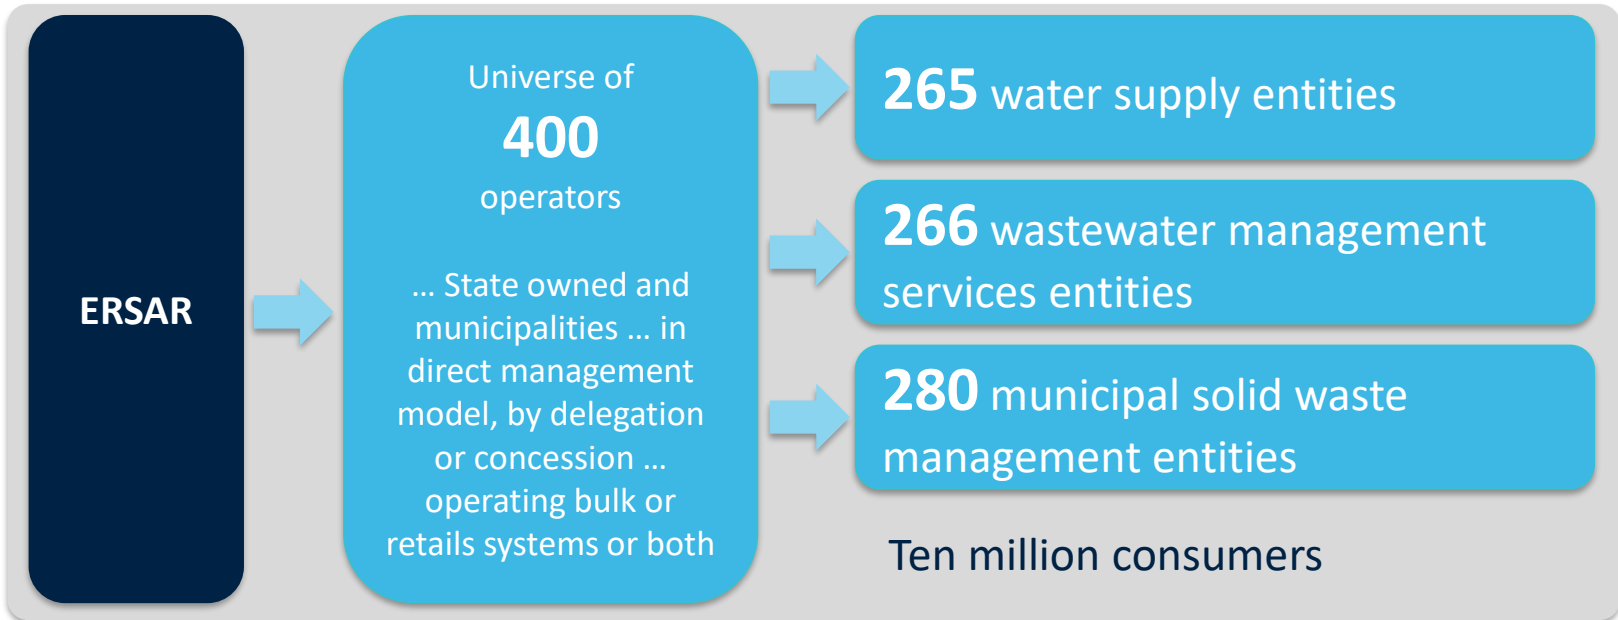 ERSAR
Universe of
400
operators
... State owned and
municipalities ... in
direct management
model, by delegation
or concession ...
operating bulk or
retails systems or both
265 water supply entities
266 wastewater management
services entities
280 municipal solid waste
management entities
Ten million consumers